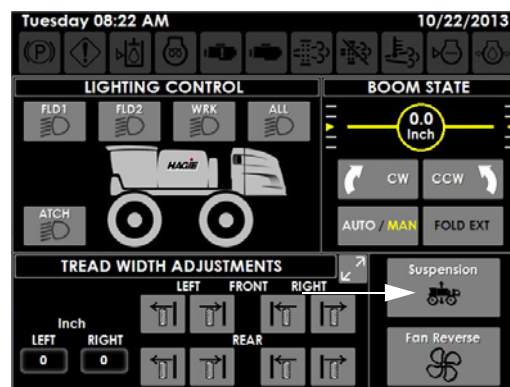 Tuesday 08:22 AM 10/22/2013
(P)
LIGHTING CONTROL
FLD1 FLD2 WRK ALL
HAGIE
ATCH
BOOM STATE
0.0
Inch
CW CCW
AUTO / MAN FOLD EXT
TREAD WIDTH ADJUSTMENTS
LEFT FRONT RIGHT
Inch
LEFT RIGHT
0 0
REAR
Suspension
Fan Reverse